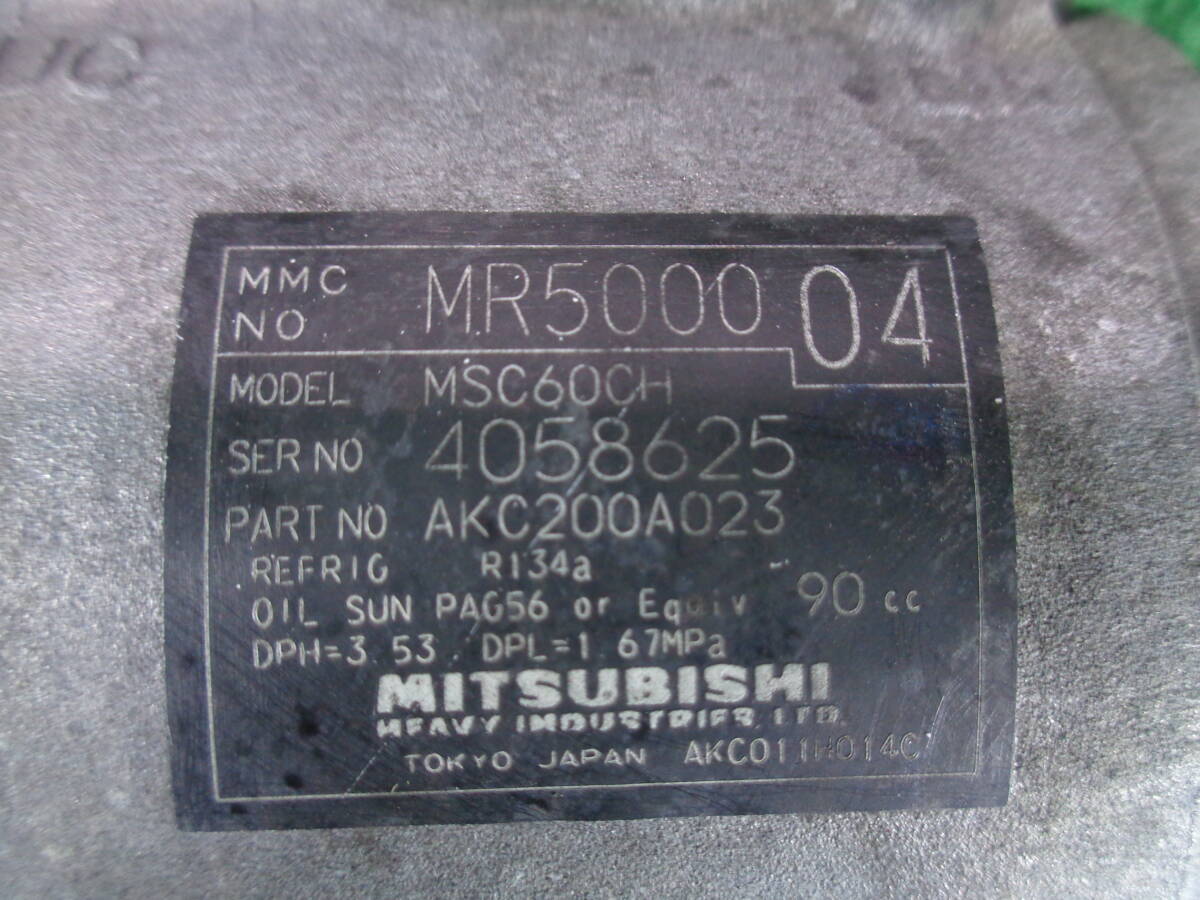 MMC NO MR5000 04
MODEL MSC60CH
SER NO 4058625
PART NO AKC200A023
REFRIG R134a
OIL SUN PAG56 or Equiv 90 cc
DPH=3.53 DPL=1.67MPa
MITSUBISHI
HEAVY INDUSTRIES, LTD.
TOKYO JAPAN AKC011H014C